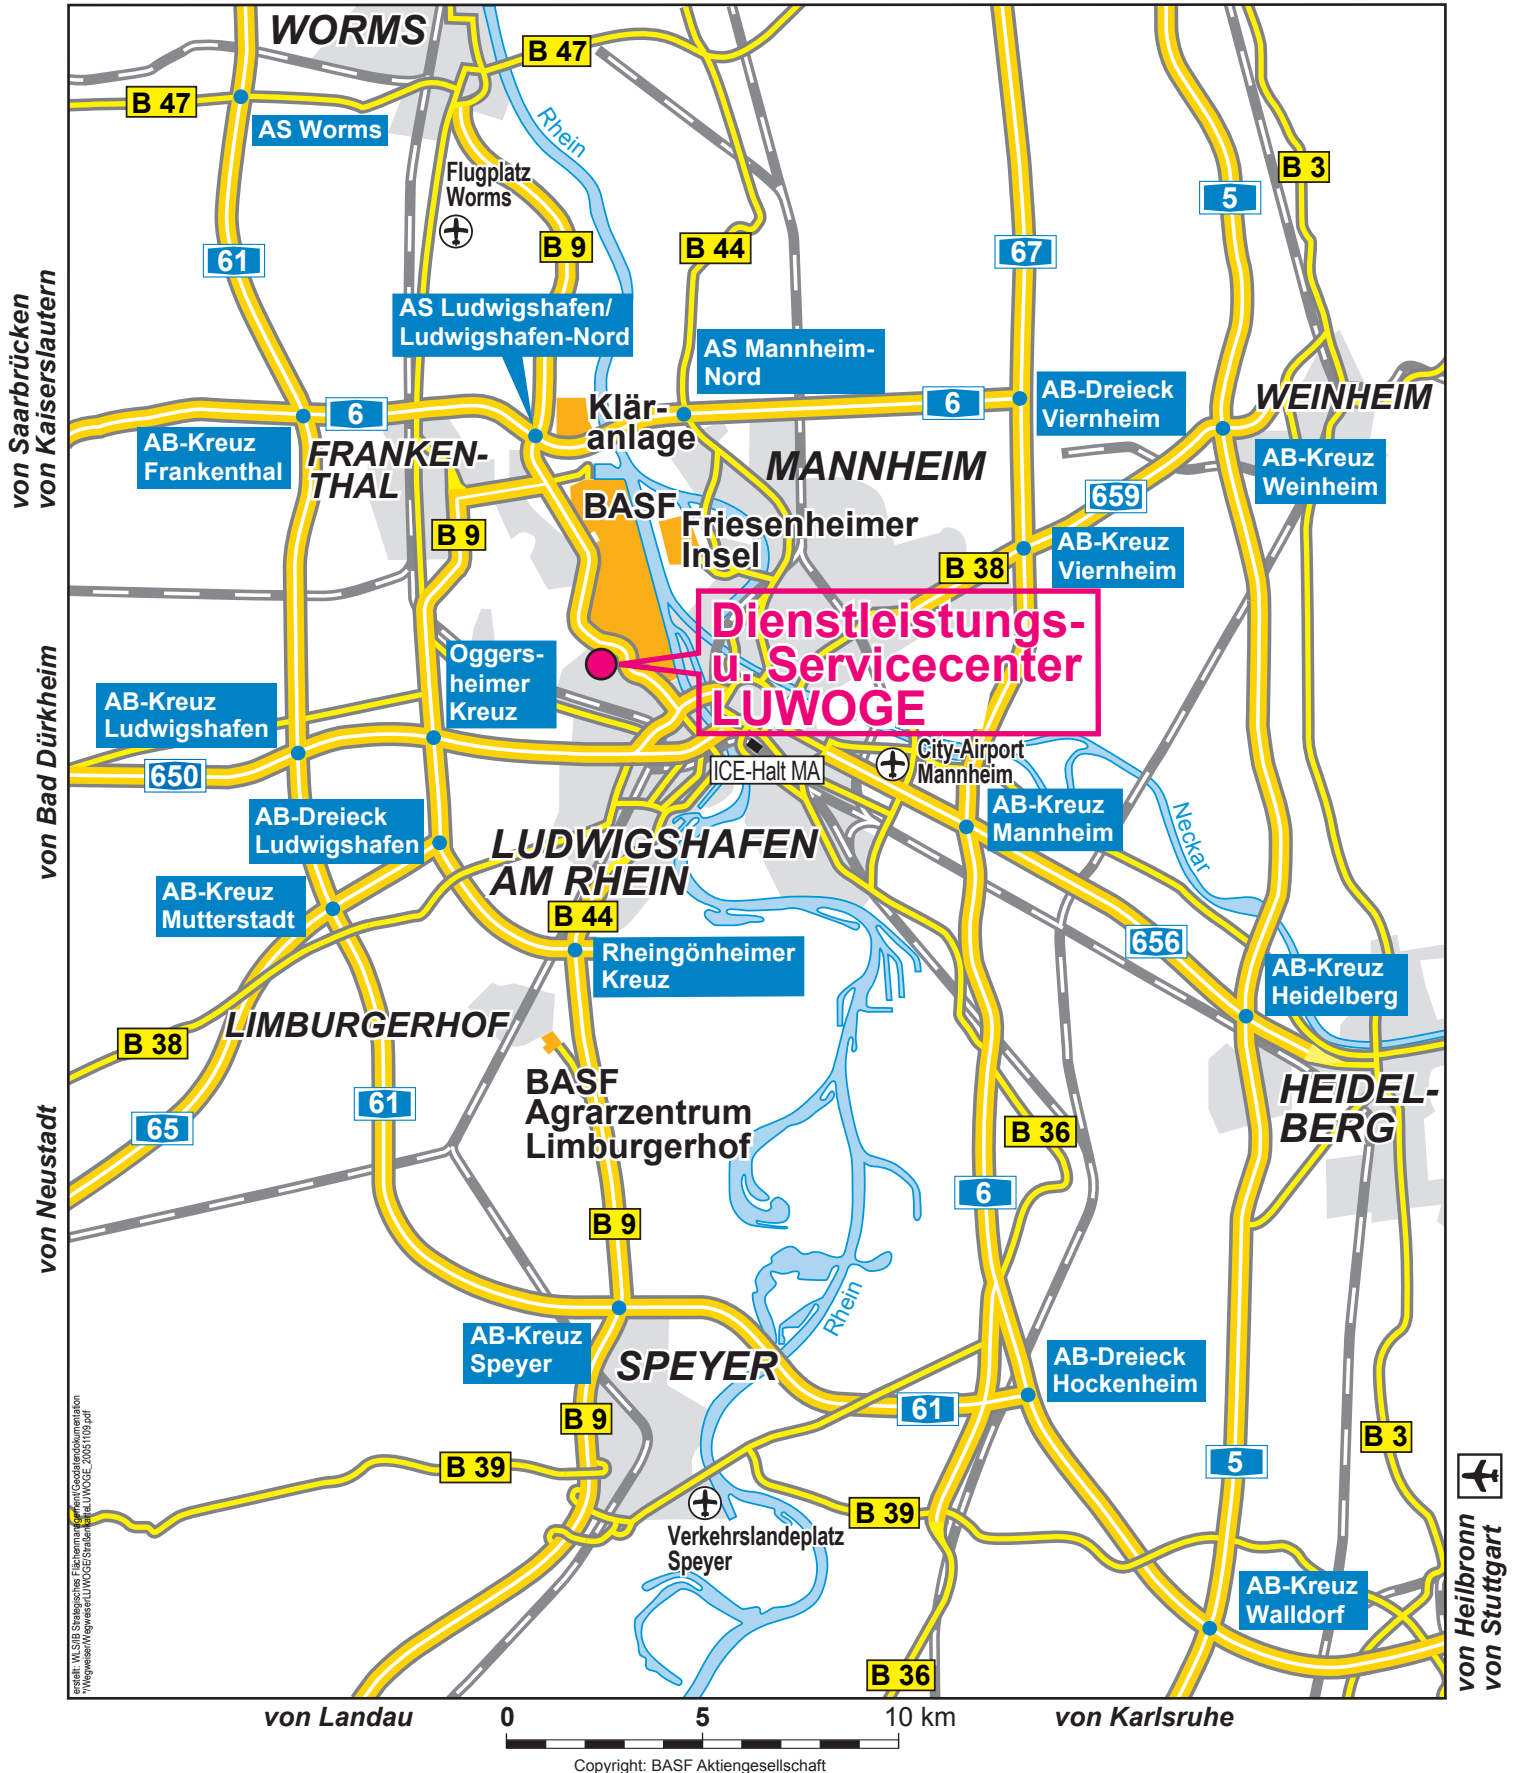 WORMS
B 47
B 47
AS Worms
Rhein
Flugplatz
Worms
B 3
5
B 9
B 44
67
61
von Saarbrücken
von Kaiserslautern
AS Ludwigshafen/
Ludwigshafen-Nord
AS Mannheim-
Nord
AB-Dreieck
Viernheim
WEINHEIM
6
6
Klär-
anlage
AB-Kreuz
Frankenthal
FRANKEN-
THAL
MANNHEIM
AB-Kreuz
Weinheim
659
BASF
Friesenheimer
Insel
B 9
AB-Kreuz
Viernheim
B 38
Dienstleistungs-
u. Servicecenter
LUWOGE
Oggers-
heimer
Kreuz
von Bad Dürkheim
AB-Kreuz
Ludwigshafen
650
City-Airport
Mannheim
ICE-Halt MA
AB-Dreieck
Ludwigshafen
AB-Kreuz
Mannheim
Neckar
LUDWIGSHAFEN
AM RHEIN
AB-Kreuz
Mutterstadt
B 44
656
Rheingönheimer
Kreuz
AB-Kreuz
Heidelberg
LIMBURGERHOF
B 38
BASF
Agrarzentrum
Limburgerhof
HEIDEL-
BERG
61
65
B 36
von Neustadt
6
B 9
Rhein
AB-Kreuz
Speyer
SPEYER
AB-Dreieck
Hockenheim
61
B 9
B 3
B 39
5
B 39
Verkehrslandeplatz
Speyer
AB-Kreuz
Walldorf
von Heilbronn
von Stuttgart
B 36
erstellt: WLS/IB Strategisches Flächenmanagement/Geodatendokumentation
von Landau
0 5 10 km
von Karlsruhe
Copyright: BASF Aktiengesellschaft